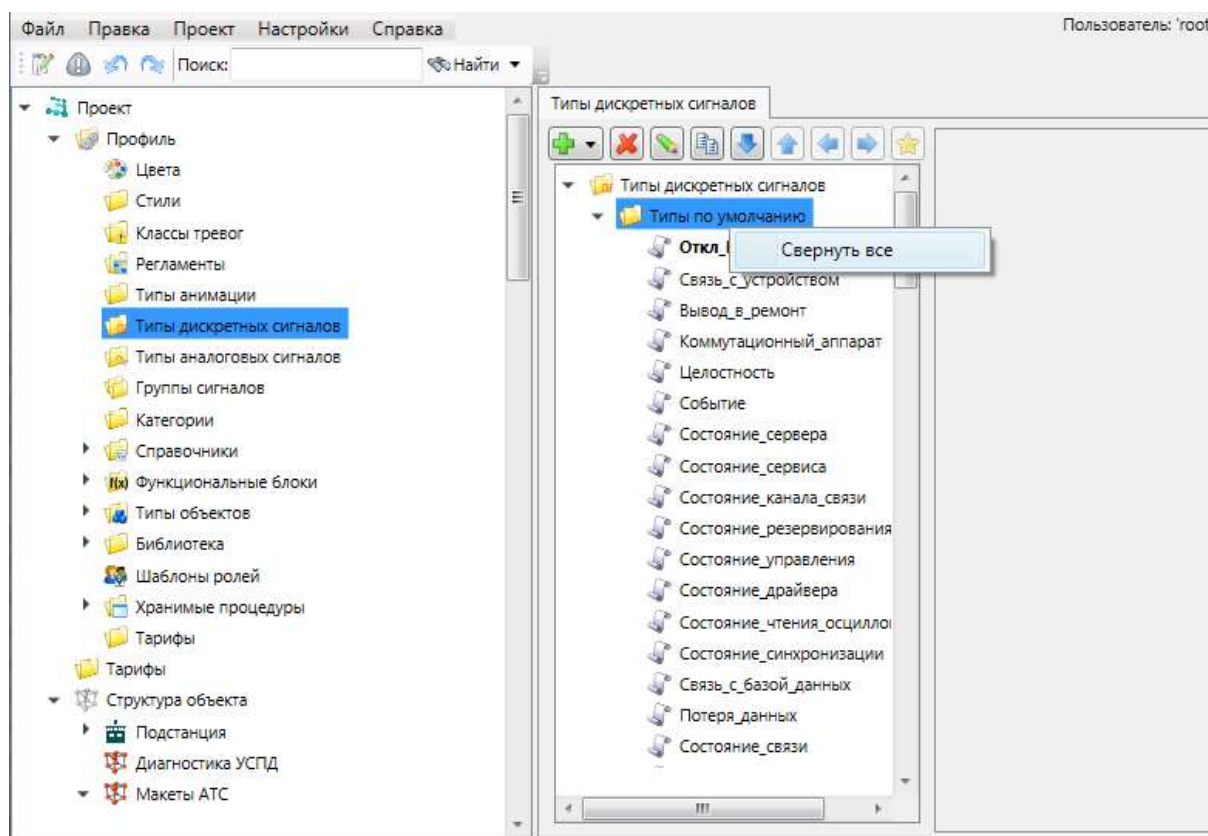 Файл Правка Проект Настройки Справка
Пользователь: 'root
Поиск:
Найти
Проект
Профиль
Цвета
Стили
Классы тревог
Регламенты
Типы анимации
Типы дискретных сигналов
Типы аналоговых сигналов
Группы сигналов
Категории
Справочники
f(x) Функциональные блоки
Типы объектов
Библиотека
Шаблоны ролей
Хранимые процедуры
Тарифы
Тарифы
Структура объекта
Подстанция
Диагностика УСПД
Макеты АТС
Типы дискретных сигналов
Типы дискретных сигналов
Типы по умолчанию
Свернуть все
Связь_с_устройством
Вывод_в_ремонт
Коммутационный_аппарат
Целостность
Событие
Состояние_сервера
Состояние_сервиса
Состояние_канала_связи
Состояние_резервирования
Состояние_управления
Состояние_драйвера
Состояние_чтения_осцилло
Состояние_синхронизации
Связь_с_базой_данных
Потеря_данных
Состояние_связи